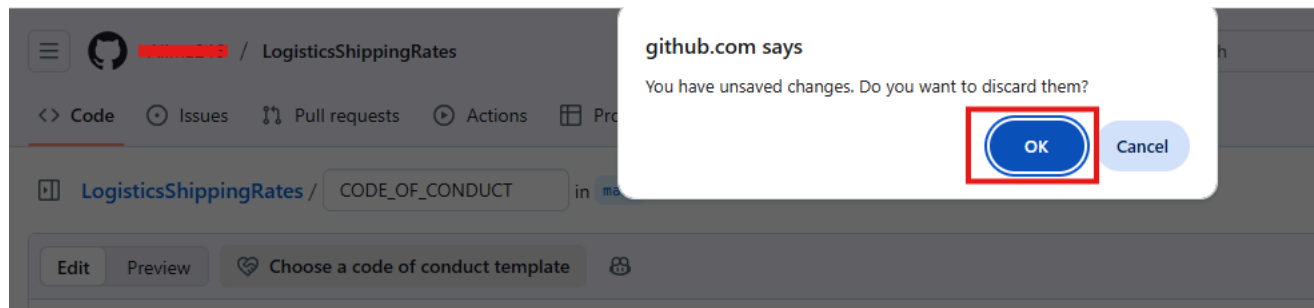 / LogisticsShippingRates
Code Issues Pull requests Actions
LogisticsShippingRates / CODE_OF_CONDUCT in
Edit Preview Choose a code of conduct template
github.com says
You have unsaved changes. Do you want to discard them?
OK Cancel